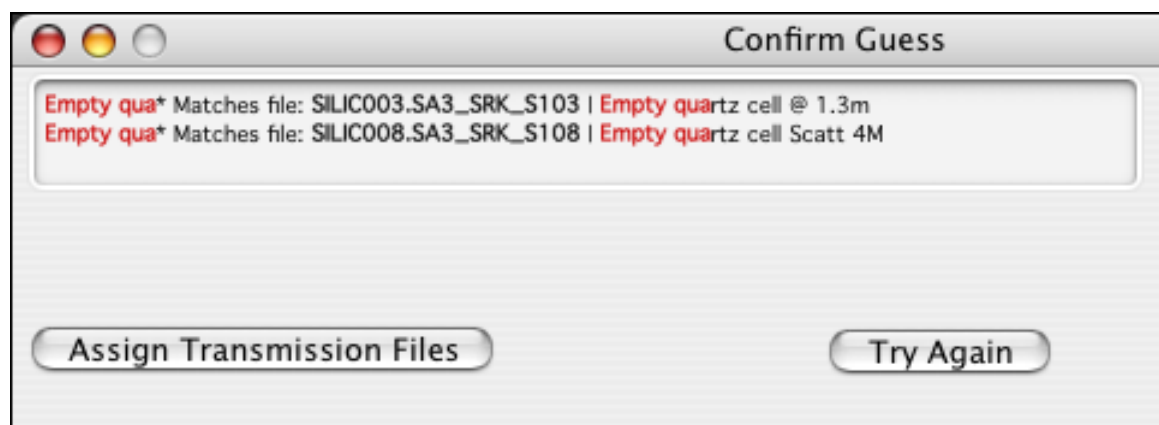 Confirm Guess
Empty qua* Matches file: SILIC003.SA3_SRK_S103 | Empty quartz cell @ 1.3m
Empty qua* Matches file: SILIC008.SA3_SRK_S108 | Empty quartz cell Scatt 4M
Assign Transmission Files
Try Again